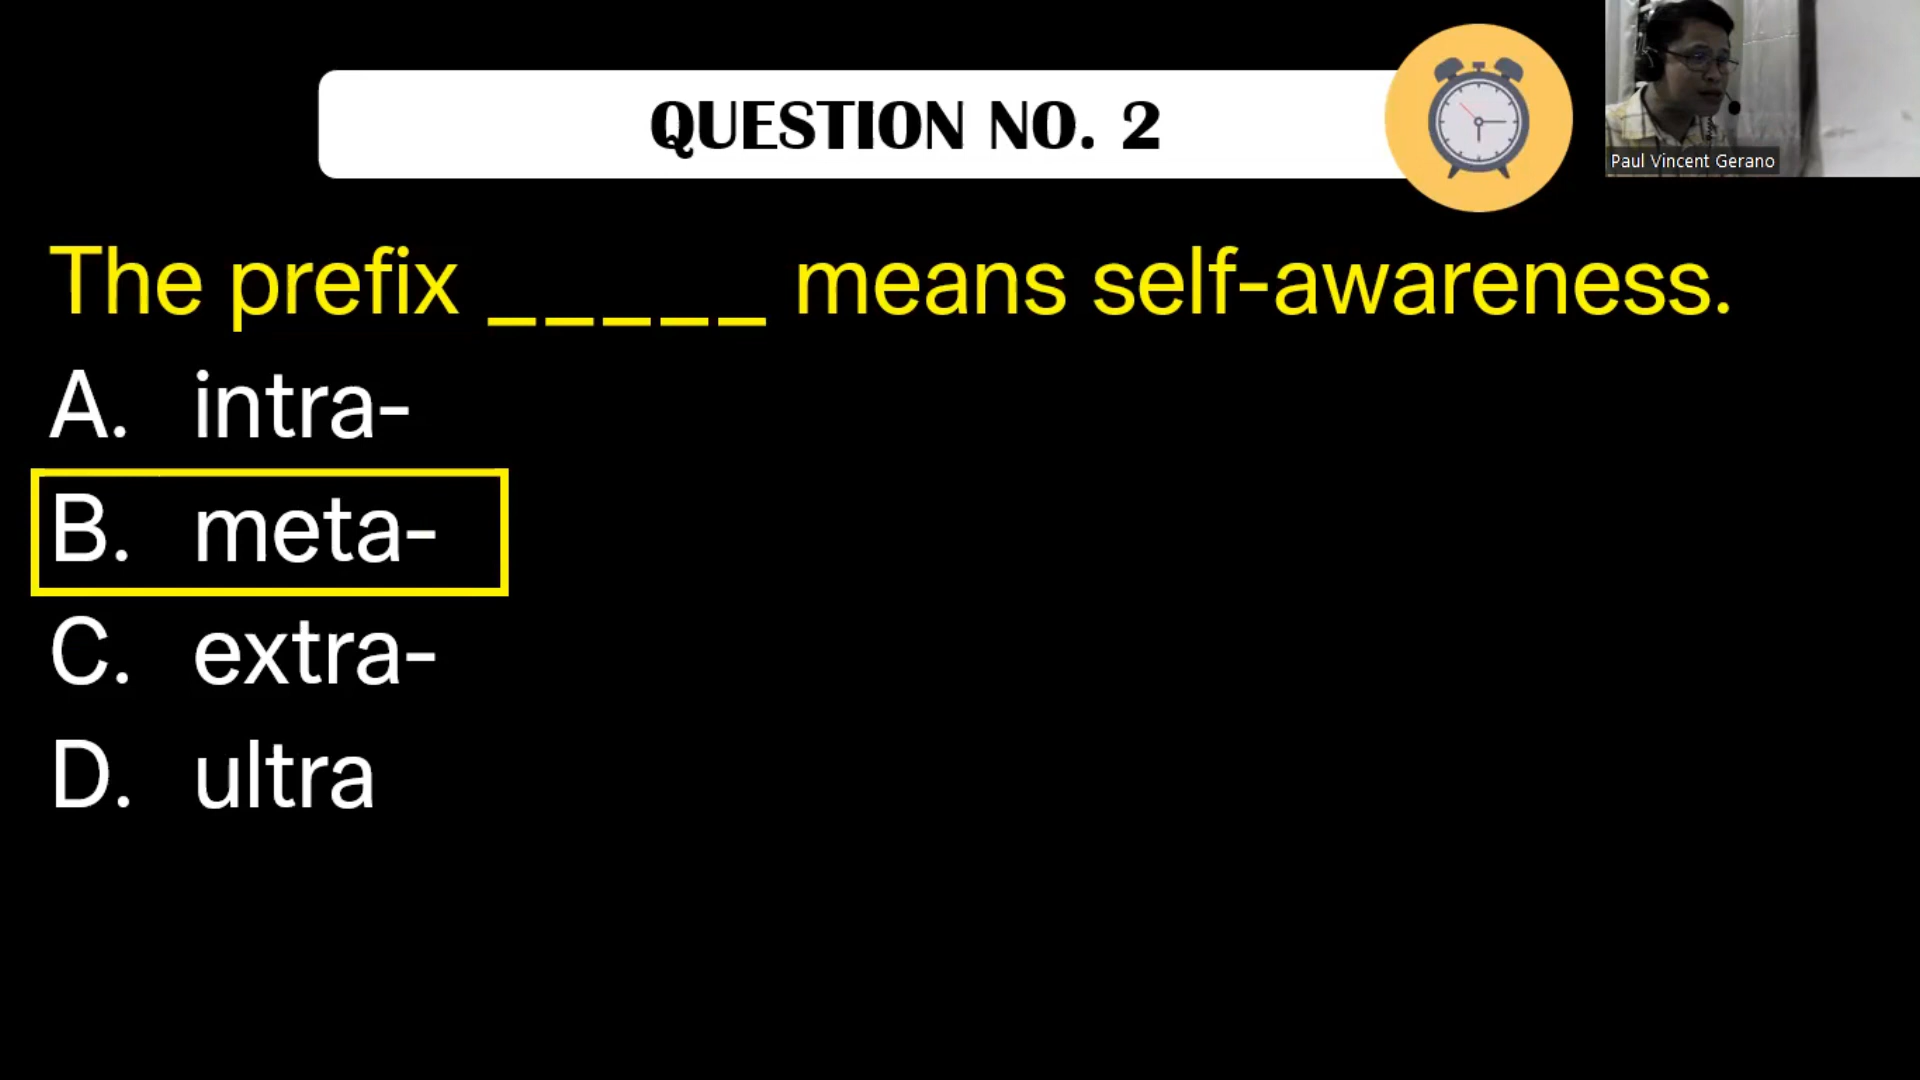 QUESTION NO. 2
Paul Vincent Gerano
The prefix _____ means self-awareness.
A. intra-
B. meta-
C. extra-
D. ultra